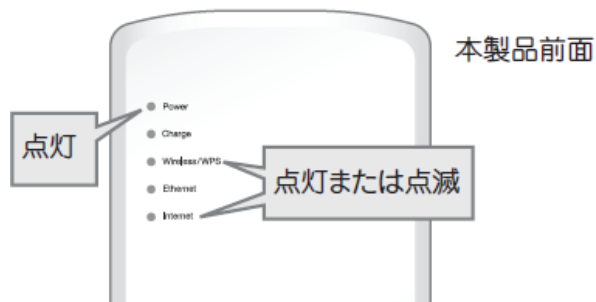 本製品前面
Power
点灯
Charge
Wireless/WPS
点灯または点滅
Ethernet
Internet